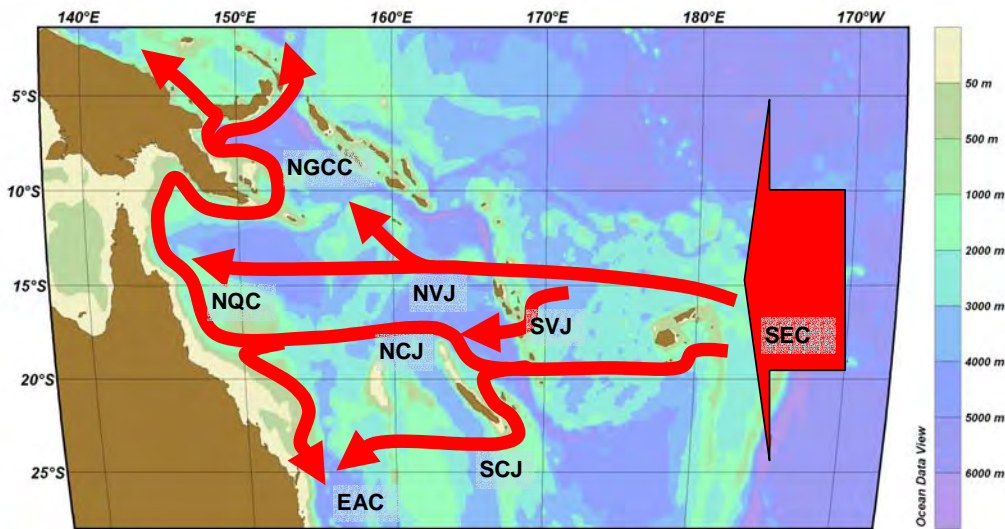 140°E 150°E 160°E 170°E 180°E 170°W
5°S
10°S
15°S
20°S
25°S
NGCC
NQC
NVJ
SVJ
NCJ
SEC
SCJ
EAC
50 m
500 m
1000 m
2000 m
3000 m
4000 m
5000 m
6000 m
Ocean Data View